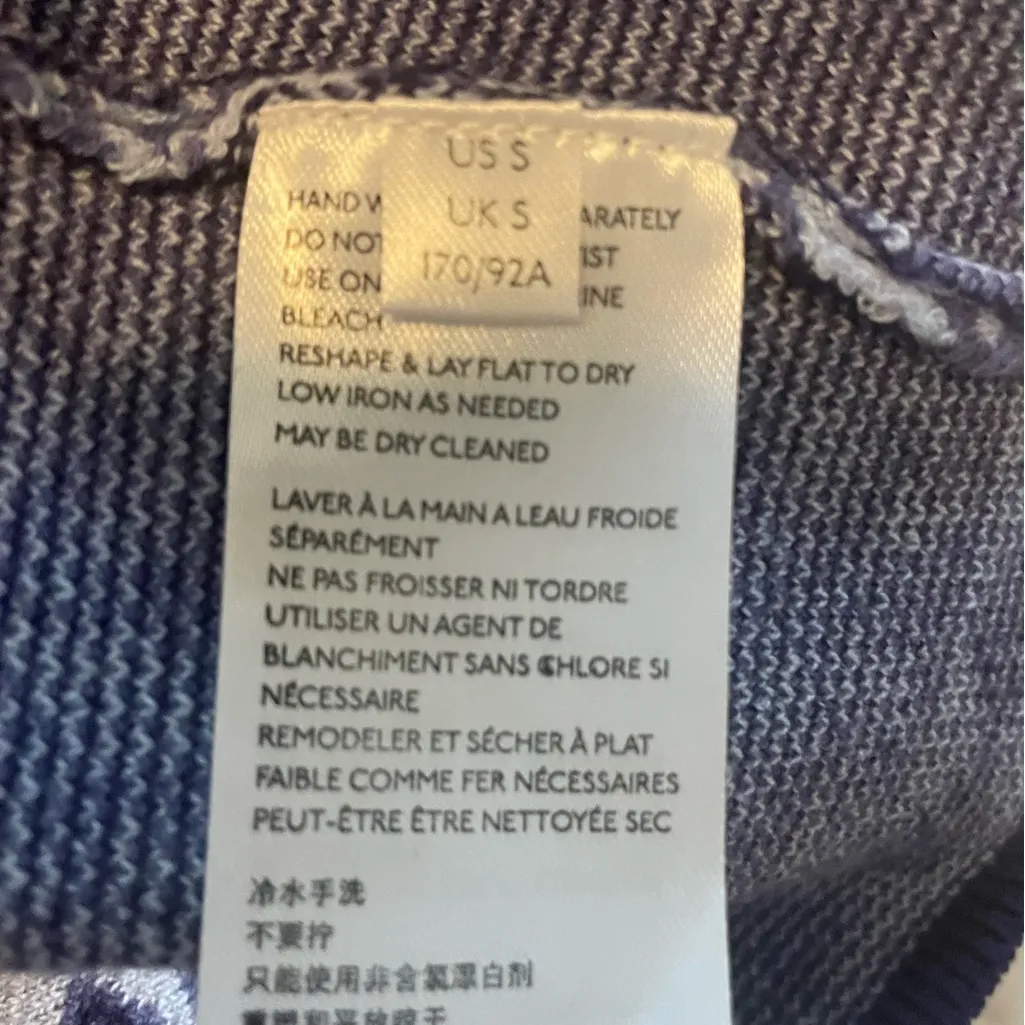 US S
UK S
170/92A
HAND W ARATELY
DO NOT IST
USE ON INE
BLEACH
RESHAPE & LAY FLAT TO DRY
LOW IRON AS NEEDED
MAY BE DRY CLEANED
LAVER À LA MAIN A LEAU FROIDE
SÉPARÉMENT
NE PAS FROISSER NI TORDRE
UTILISER UN AGENT DE
BLANCHIMENT SANS CHLORE SI
NÉCESSAIRE
REMODELER ET SÉCHER À PLAT
FAIBLE COMME FER NÉCESSAIRES
PEUT-ÊTRE ÊTRE NETTOYÉE SEC
冷水手洗
不要拧
只能使用非含氯漂白剂